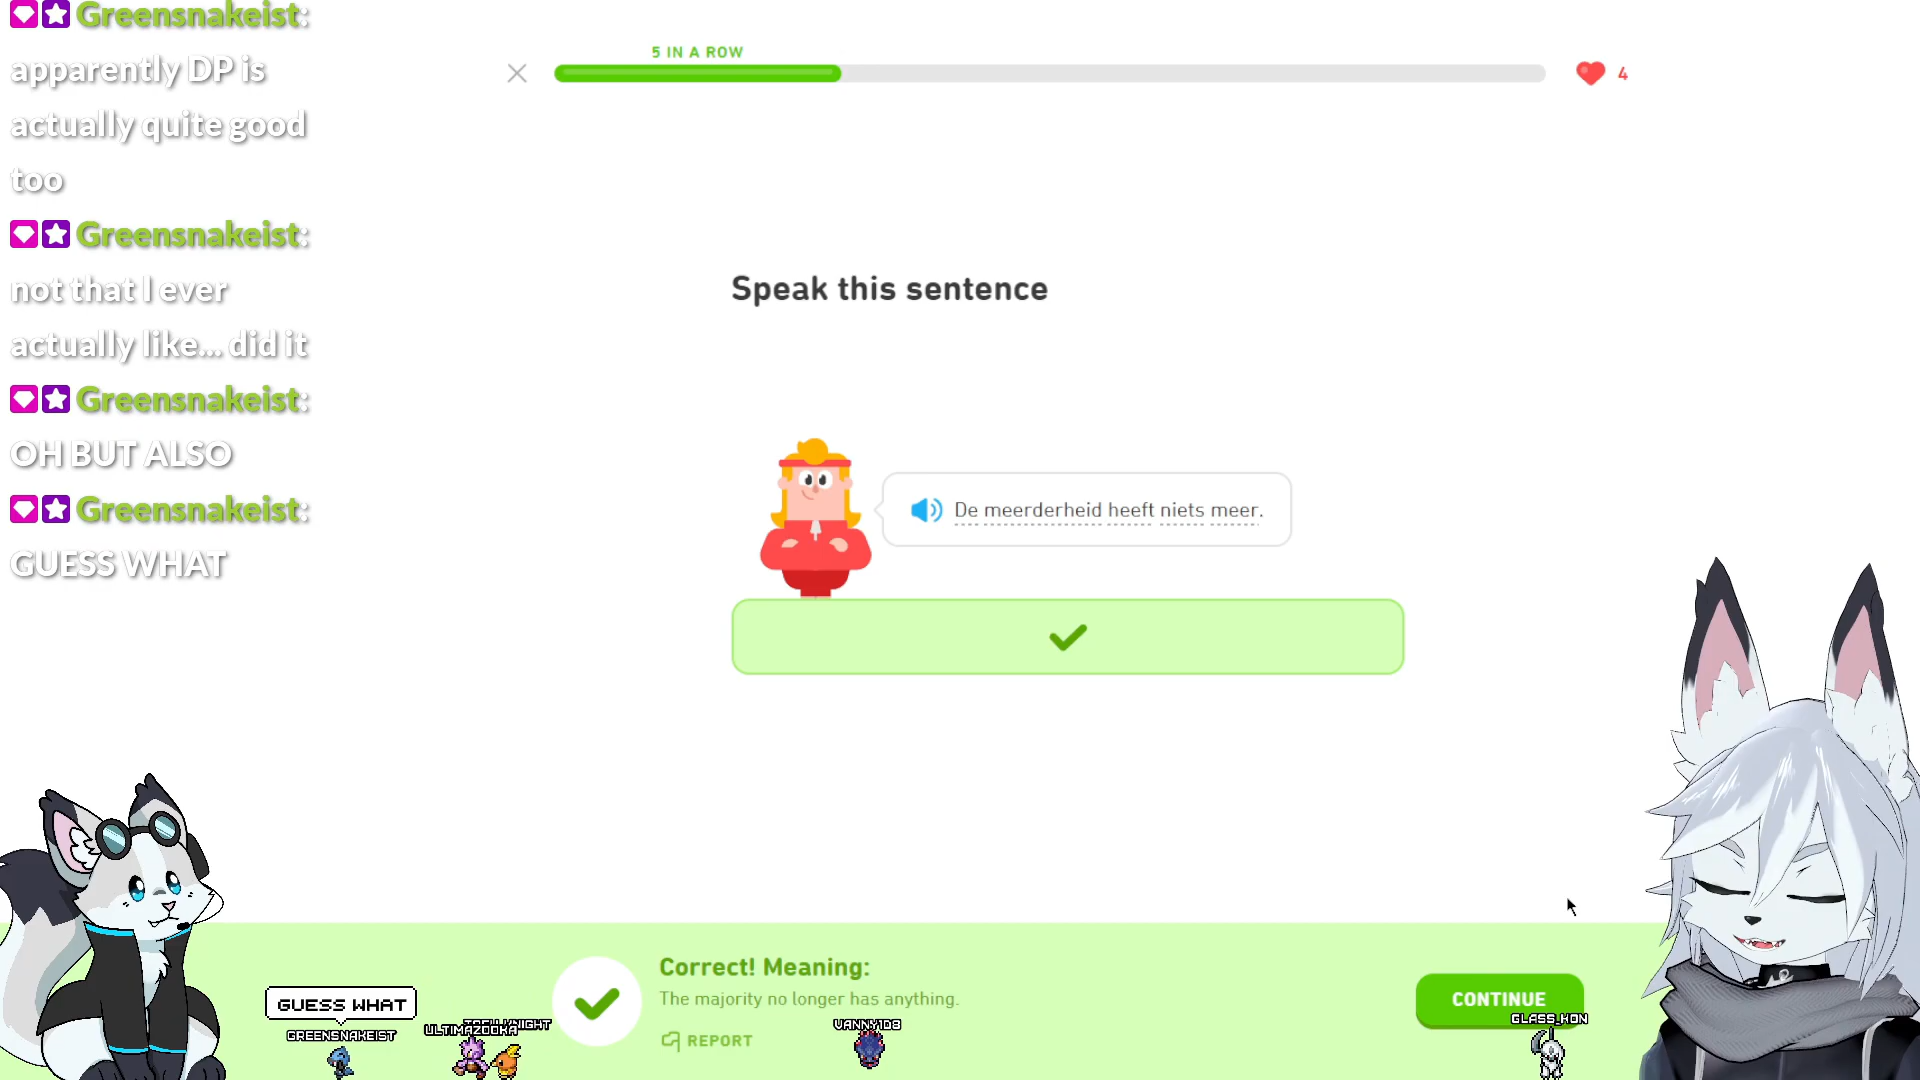 Greensnakeist:
apparently DP is
actually quite good
too
Greensnakeist:
not that I ever
actually like... did it
Greensnakeist:
OH BUT ALSO
Greensnakeist:
GUESS WHAT
5 IN A ROW
4
Speak this sentence
De meerderheid heeft niets meer.
Correct! Meaning:
The majority no longer has anything.
REPORT
CONTINUE
GUESS WHAT
GREENSNAKEIST
ULTIMAZOOKA
VANNY108
GLASS_KON